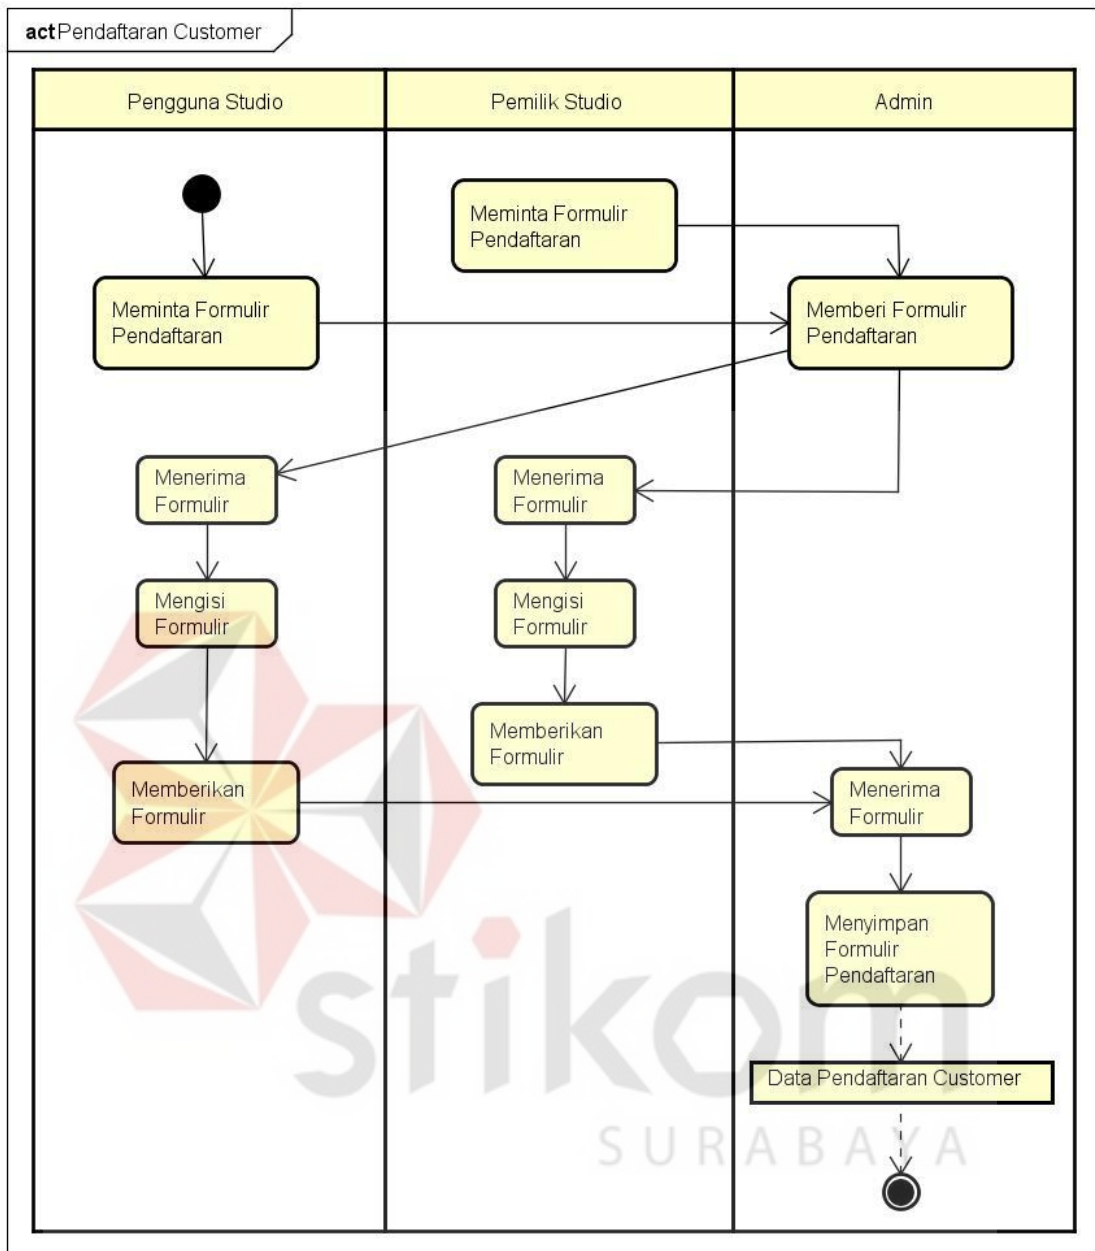 act Pendaftaran Customer
Pengguna Studio
Pemilik Studio
Admin
Meminta Formulir
Pendaftaran
Meminta Formulir
Pendaftaran
Memberi Formulir
Pendaftaran
Menerima
Formulir
Menerima
Formulir
Mengisi
Formulir
Mengisi
Formulir
Memberikan
Formulir
Memberikan
Formulir
Menerima
Formulir
Menyimpan
Formulir
Pendaftaran
Data Pendaftaran Customer
stikom
SURABAYA